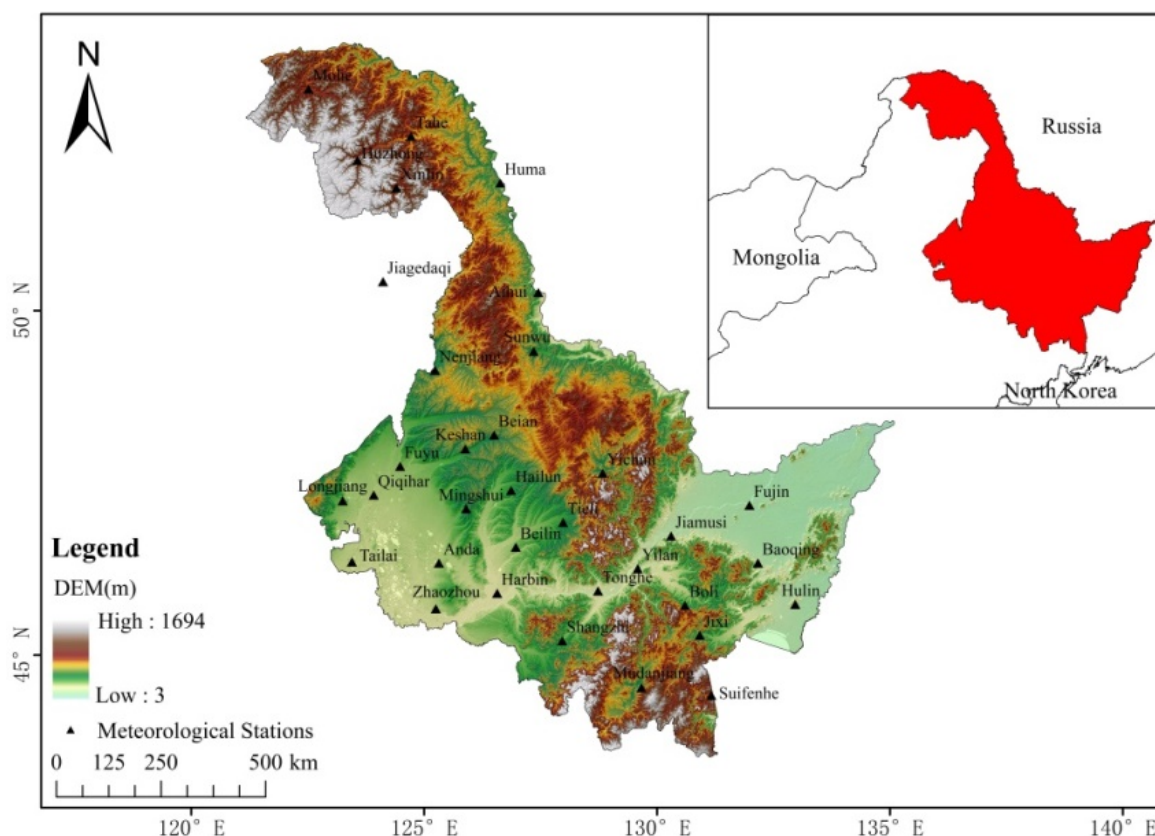 N
Mohe
Tahe
Huzhong
Xinlin
Huma
Jiagedaqi
Aihui
Sunwu
Nenjiang
Beian
Keshan
Fuyu
Yichun
Longjiang
Qiqihar
Mingshui
Hailun
Tieli
Fujin
Jiamusi
Beilin
Tailai
Anda
Yilan
Baoqing
Zhaozhou
Harbin
Tonghe
Boli
Hulin
Shangzhi
Jixi
Mudanjiang
Suifenhe
Russia
Mongolia
North Korea
Legend
DEM(m)
High : 1694
Low : 3
Meteorological Stations
0 125 250 500 km
50° N
45° N
120° E 125° E 130° E 135° E 140° E